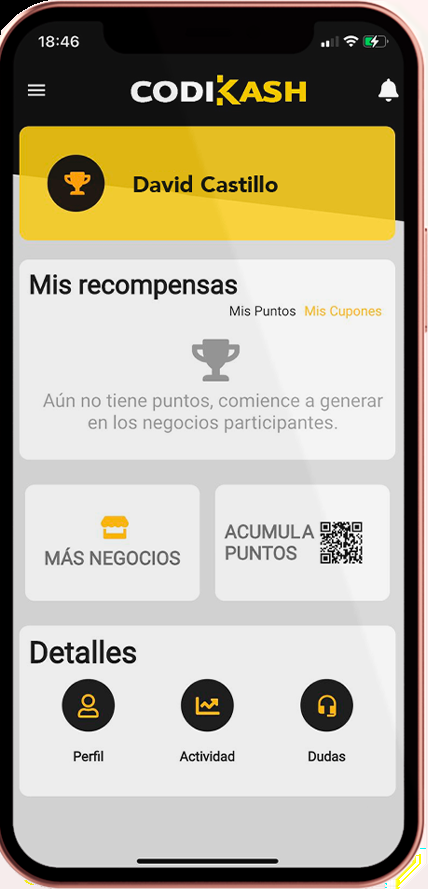 18:46
CODIKASH
David Castillo
Mis recompensas
Mis Puntos Mis Cupones
Aún no tiene puntos, comience a generar
en los negocios participantes.
MÁS NEGOCIOS
ACUMULA
PUNTOS
Detalles
Perfil Actividad Dudas